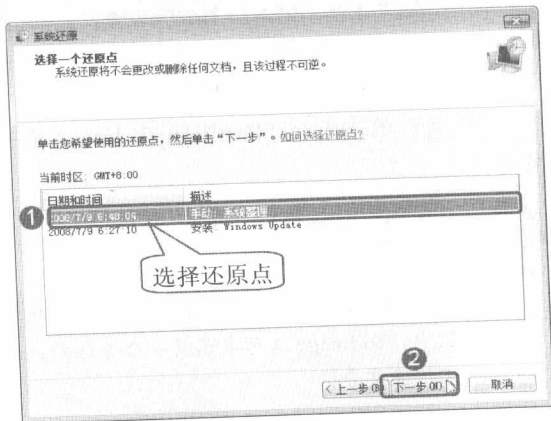 系统还原
选择一个还原点
系统还原将不会更改或删除任何文档，且该过程不可逆。
单击您希望使用的还原点，然后单击“下一步”。如何选择还原点?
当前时区: GMT+8:00
日期和时间 描述
❶ 2008/7/9 6:48:04 手动: 系统整理
2008/7/9 6:27:10 安装: Windows Update
选择还原点
❷
<上一步(B) 下一步(N)> 取消